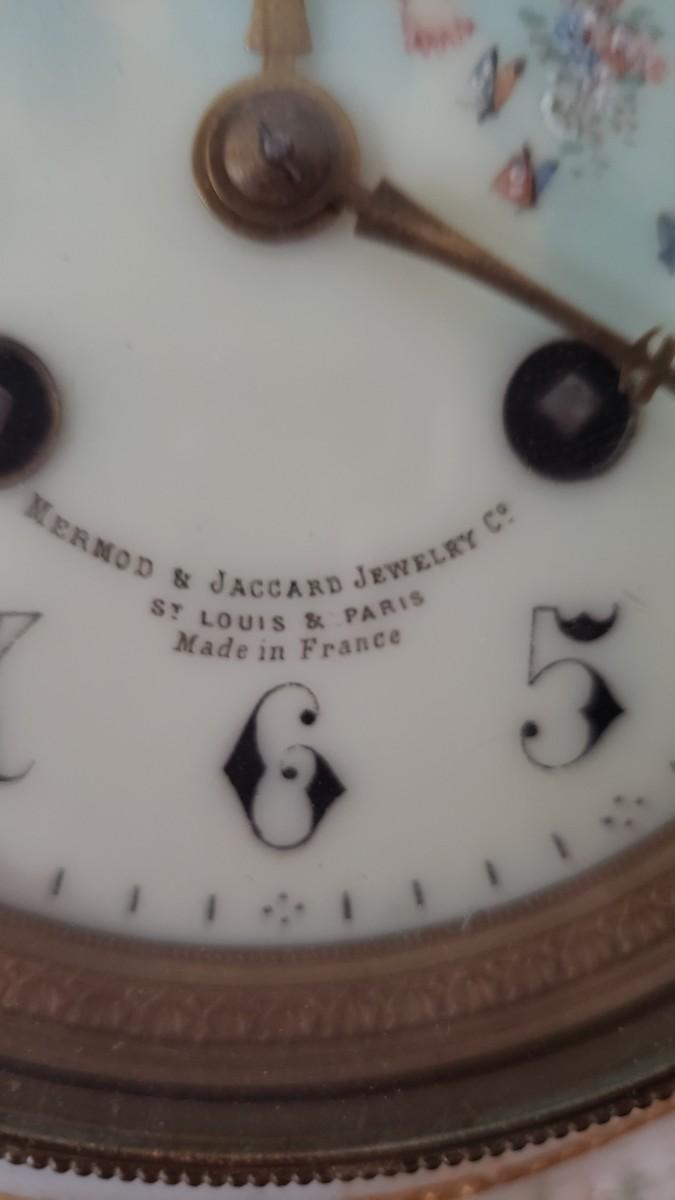 MERMOD & JACCARD JEWELRY Cº
Sᵀ LOUIS & PARIS
Made in France
6 5